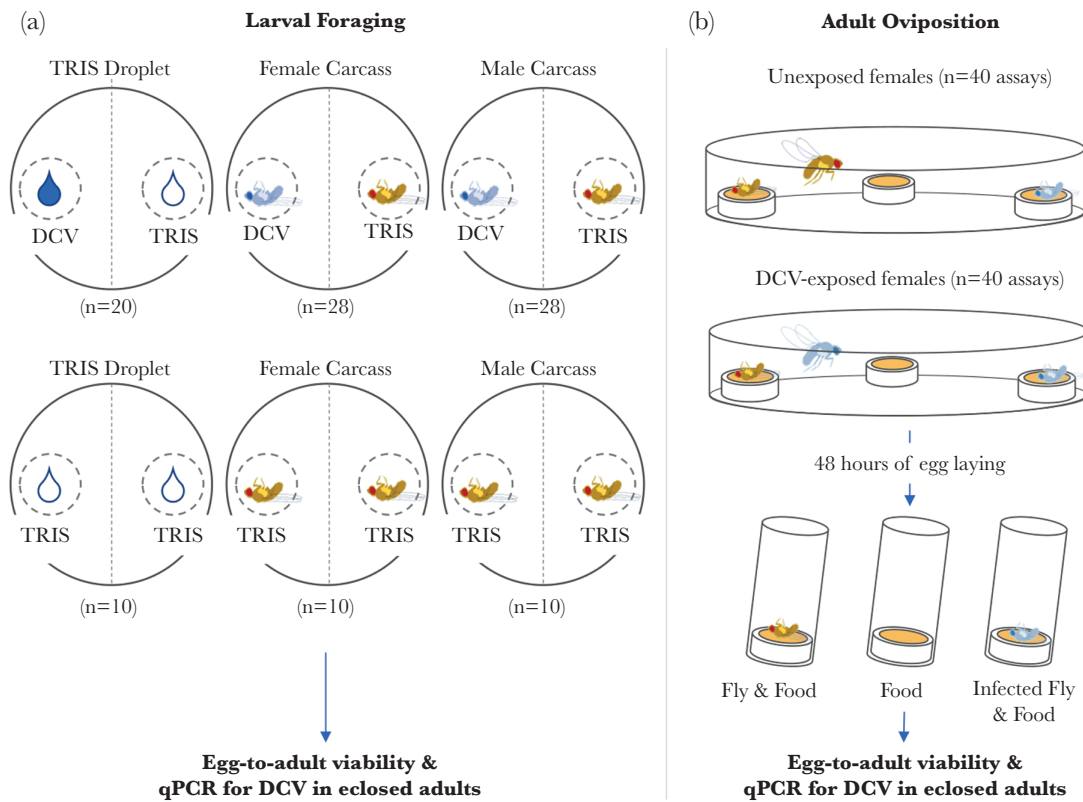 (a)
Larval Foraging
TRIS Droplet
Female Carcass
Male Carcass
DCV
TRIS
DCV
TRIS
DCV
TRIS
(n=20)
(n=28)
(n=28)
TRIS Droplet
Female Carcass
Male Carcass
TRIS
TRIS
TRIS
TRIS
TRIS
TRIS
(n=10)
(n=10)
(n=10)
Egg-to-adult viability &
qPCR for DCV in eclosed adults
(b)
Adult Oviposition
Unexposed females (n=40 assays)
DCV-exposed females (n=40 assays)
48 hours of egg laying
Fly & Food
Food
Infected Fly
& Food
Egg-to-adult viability &
qPCR for DCV in eclosed adults